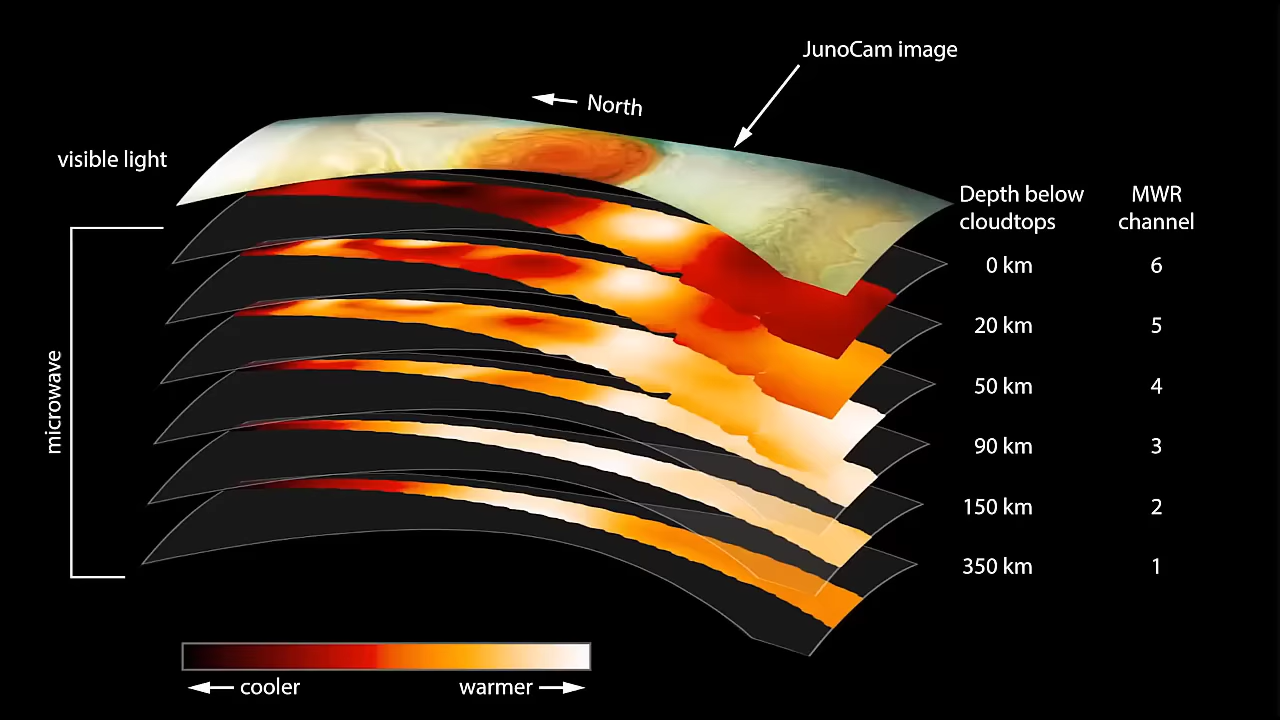 JunoCam image
North
visible light
Depth below
cloudtops
MWR
channel
0 km 6
20 km 5
50 km 4
90 km 3
150 km 2
350 km 1
microwave
cooler
warmer